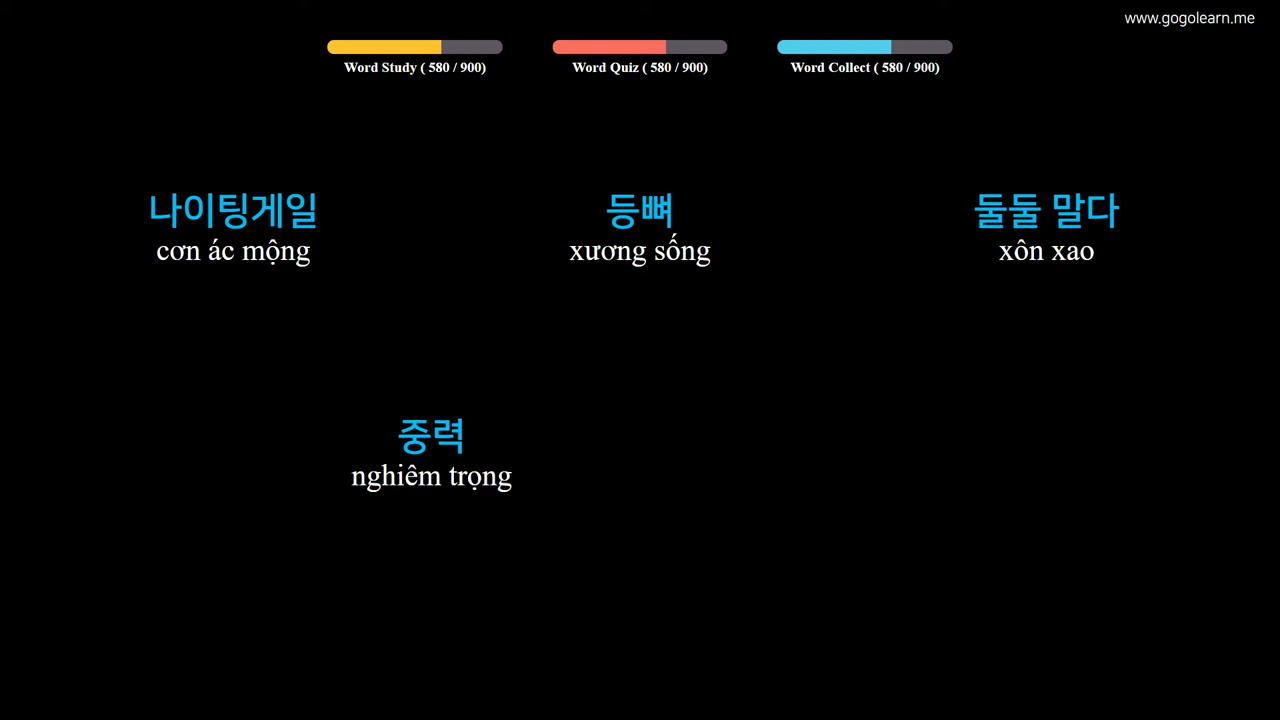 www.gogolearn.me
Word Study ( 580 / 900)
Word Quiz ( 580 / 900)
Word Collect ( 580 / 900)
나이팅게일
cơn ác mộng
등뼈
xương sống
둘둘 말다
xôn xao
중력
nghiêm trọng